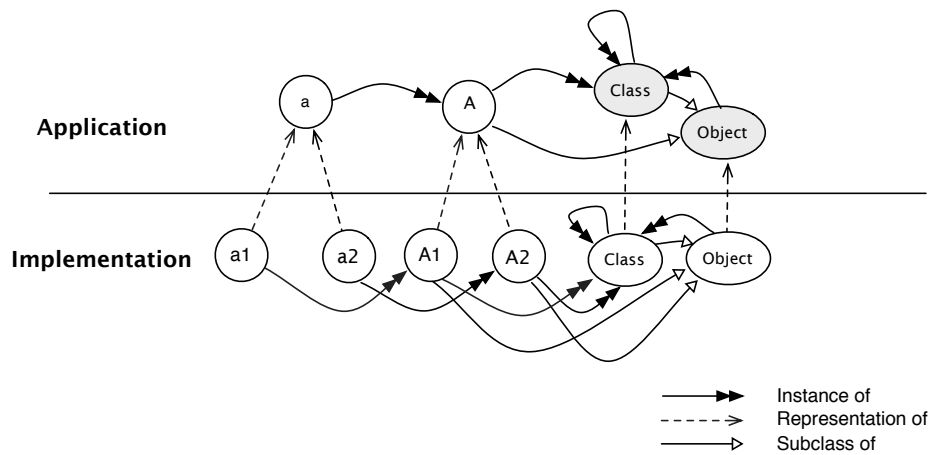 Application
a
A
Class
Object
Implementation
a1
a2
A1
A2
Class
Object
Instance of
Representation of
Subclass of